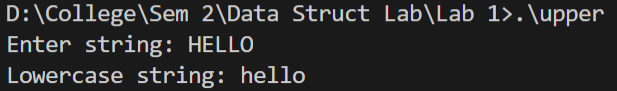 D:\College\Sem 2\Data Struct Lab\Lab 1>.\upper
Enter string: HELLO
Lowercase string: hello